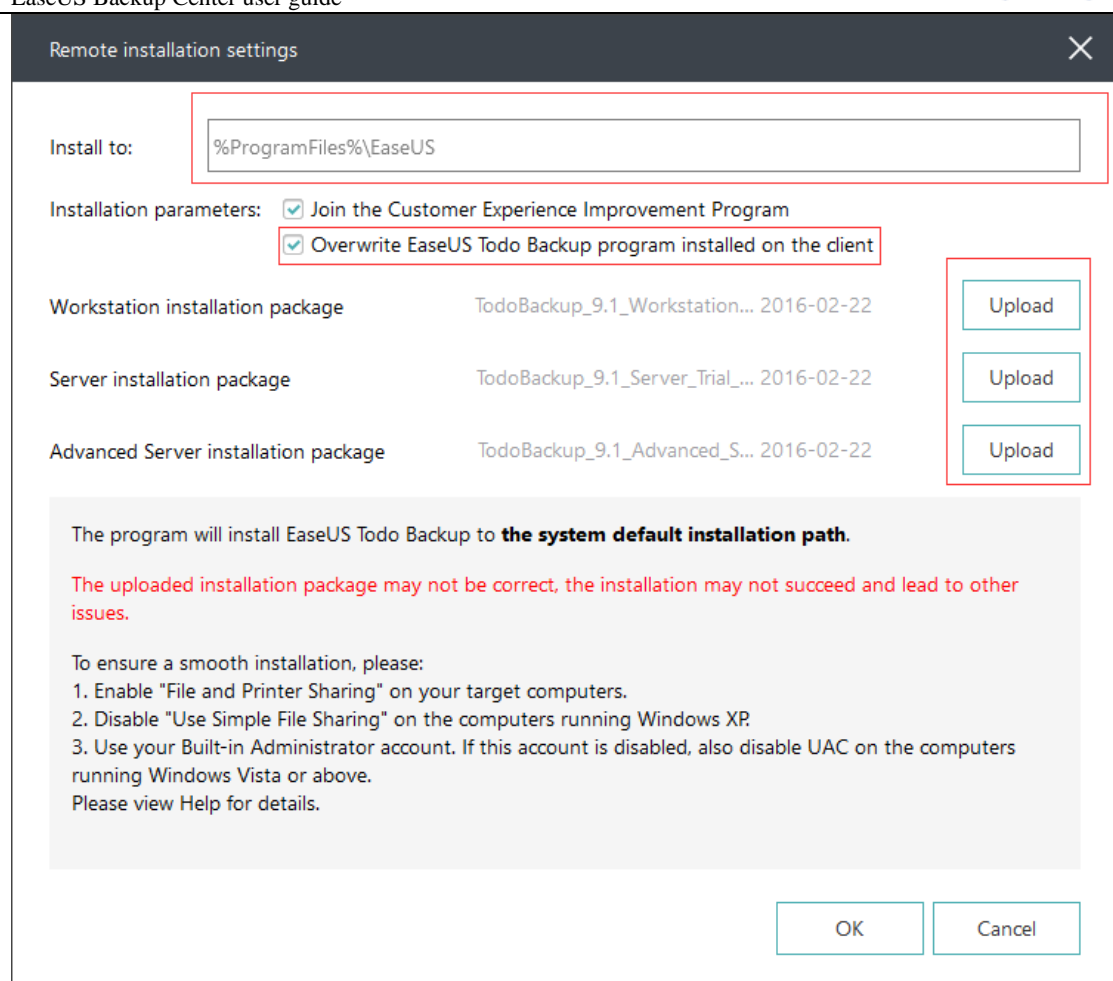 EaseUS Backup Center user guide
Remote installation settings
Install to: %ProgramFiles%\EaseUS
Installation parameters: Join the Customer Experience Improvement Program
Overwrite EaseUS Todo Backup program installed on the client
Workstation installation package TodoBackup_9.1_Workstation... 2016-02-22 Upload
Server installation package TodoBackup_9.1_Server_Trial_... 2016-02-22 Upload
Advanced Server installation package TodoBackup_9.1_Advanced_S... 2016-02-22 Upload
The program will install EaseUS Todo Backup to the system default installation path.
The uploaded installation package may not be correct, the installation may not succeed and lead to other
issues.
To ensure a smooth installation, please:
1. Enable "File and Printer Sharing" on your target computers.
2. Disable "Use Simple File Sharing" on the computers running Windows XP.
3. Use your Built-in Administrator account. If this account is disabled, also disable UAC on the computers
running Windows Vista or above.
Please view Help for details.
OK Cancel